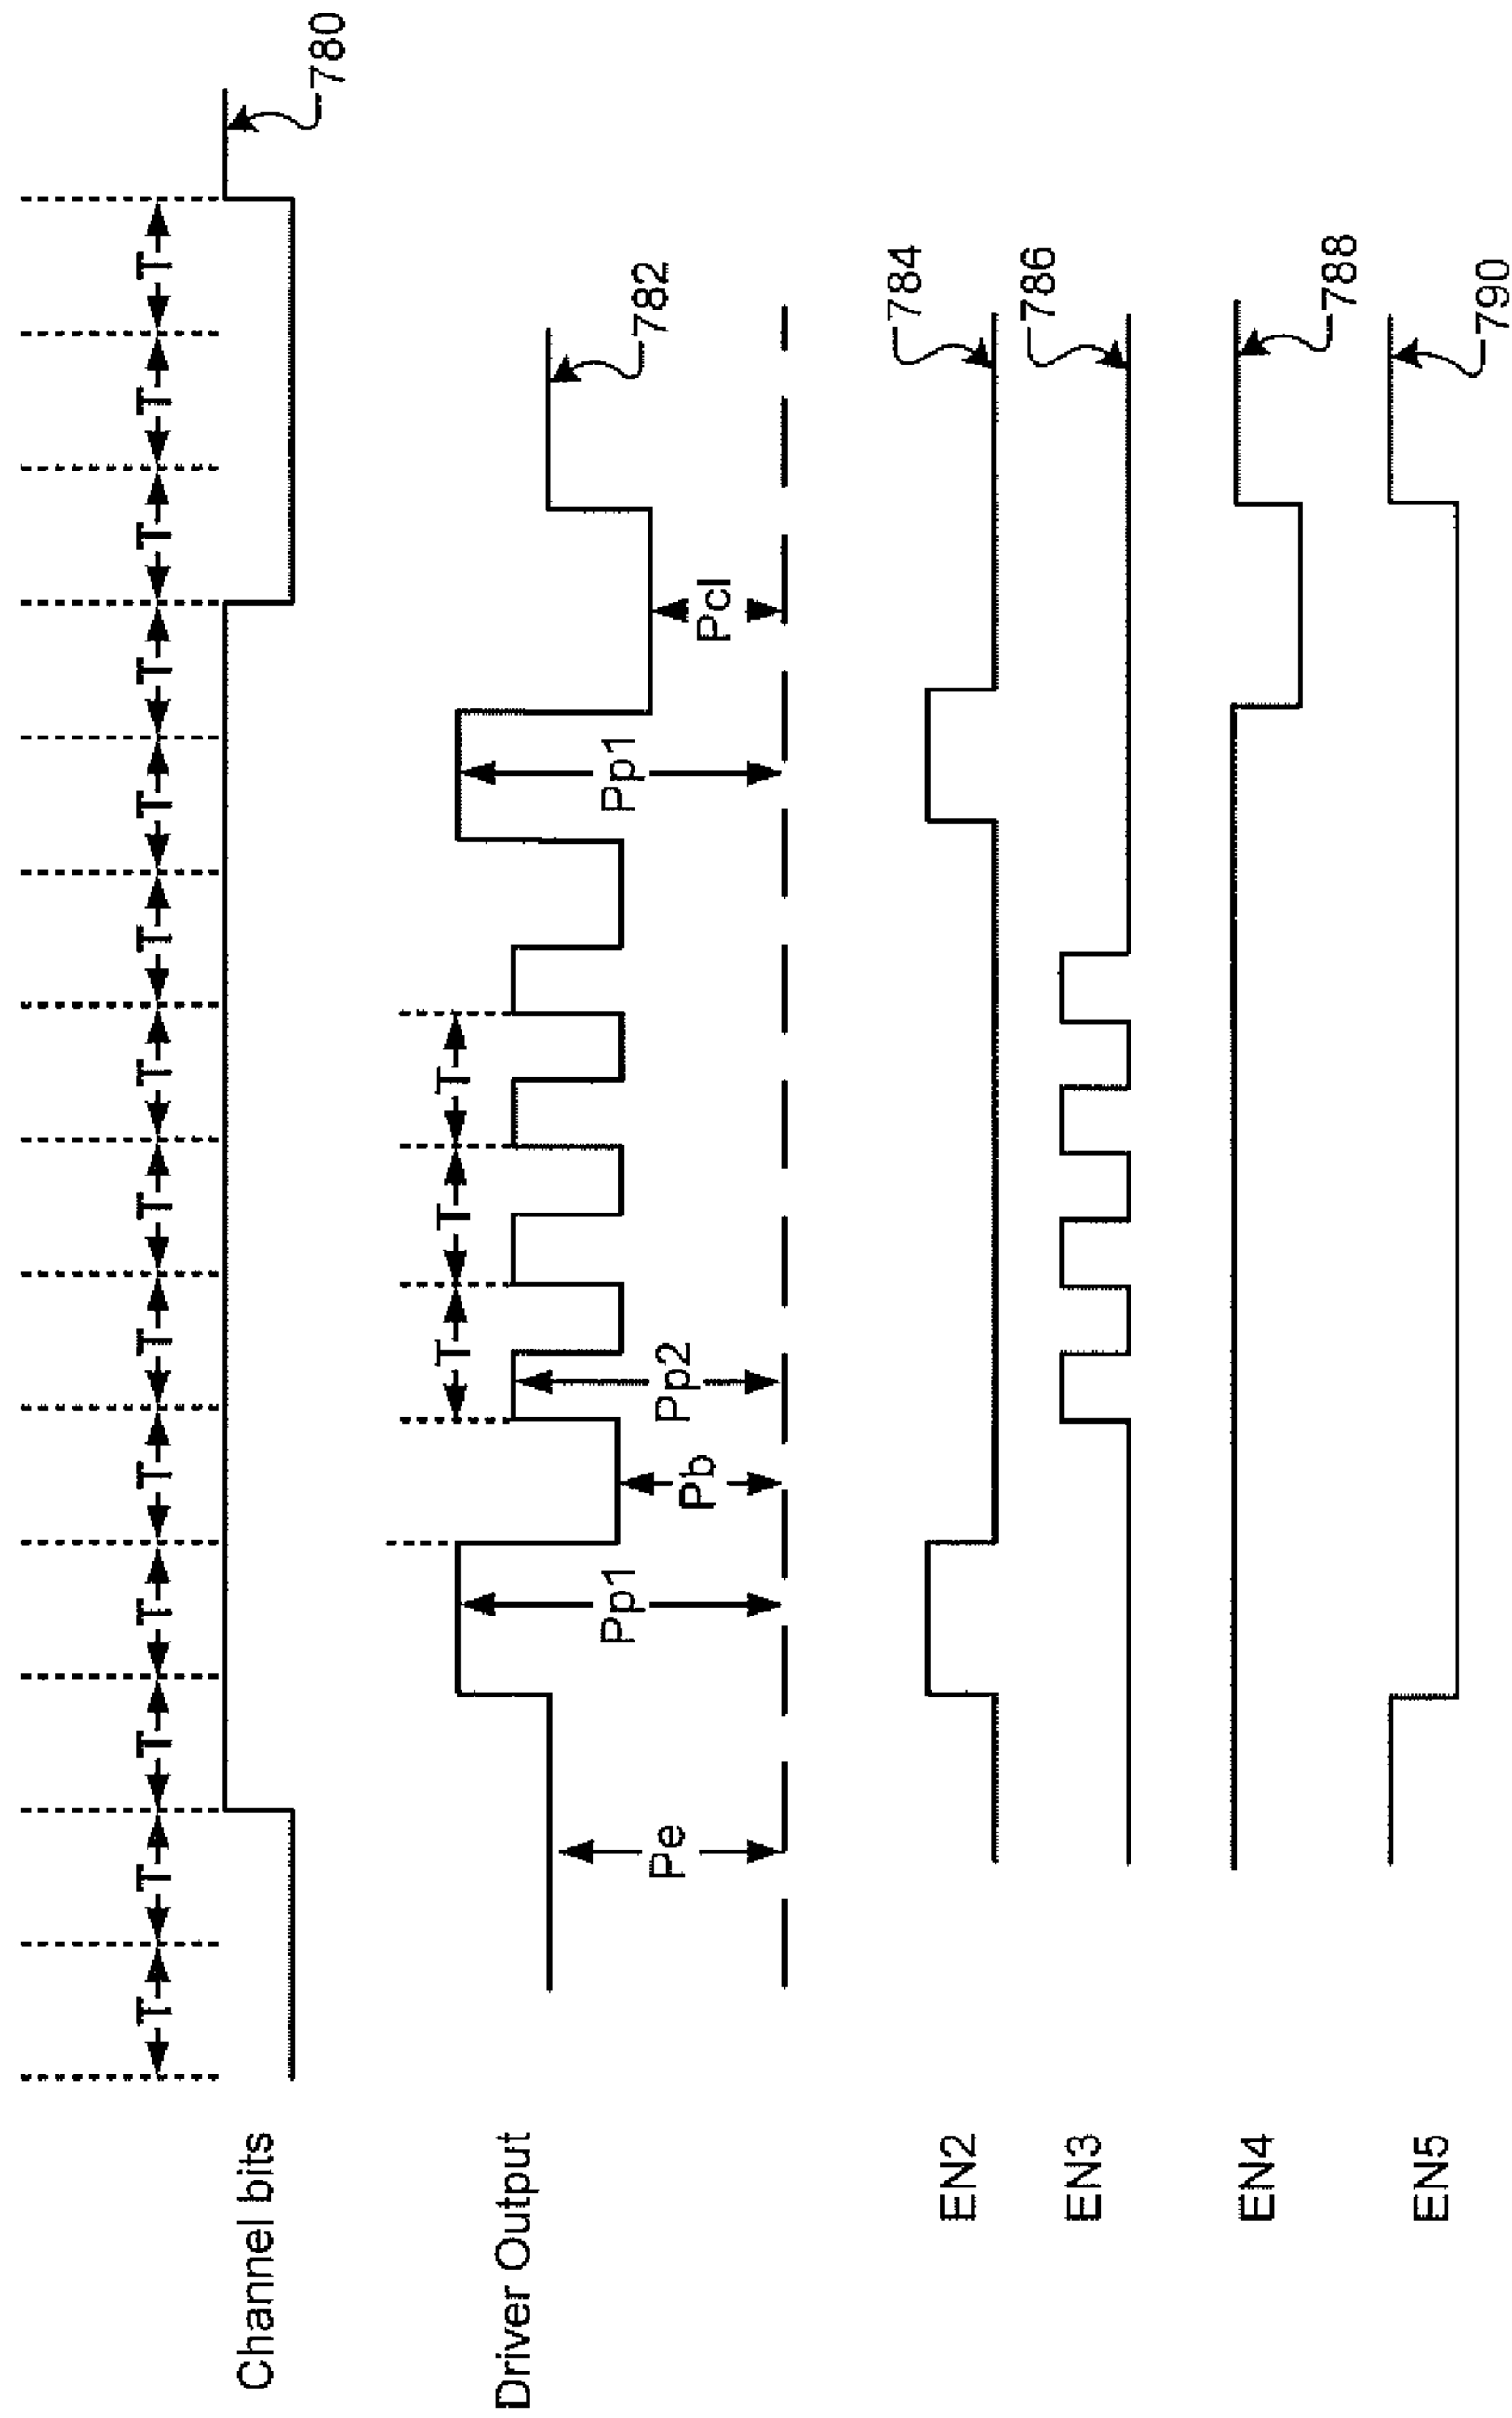 T T T T T T T T T T T T T T
Channel bits
780
T T T
Driver Output
Pe
Pp1
Pb
Pp2
Pp1
Pcl
782
EN2
784
EN3
786
EN4
788
EN5
790